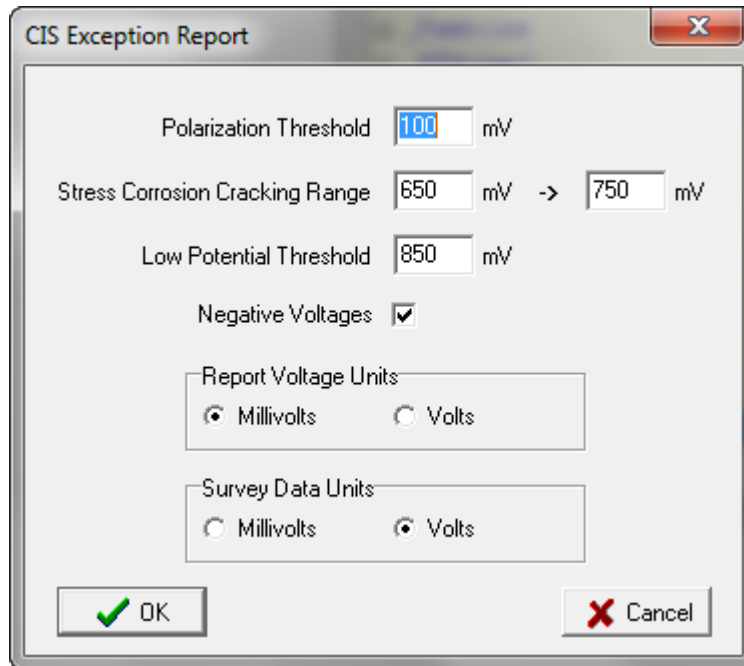 CIS Exception Report
Polarization Threshold 100 mV
Stress Corrosion Cracking Range 650 mV -> 750 mV
Low Potential Threshold 850 mV
Negative Voltages
Report Voltage Units
Millivolts Volts
Survey Data Units
Millivolts Volts
OK Cancel